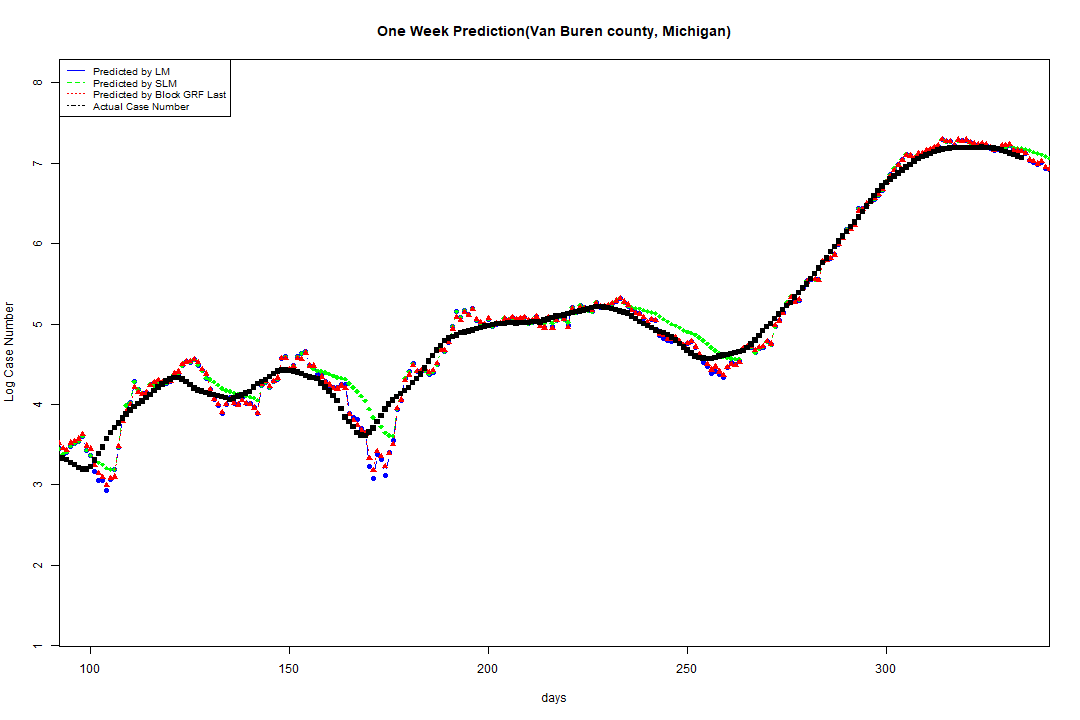 One Week Prediction(Van Buren county, Michigan)
Predicted by LM
Predicted by SLM
Predicted by Block GRF Last
Actual Case Number
8
7
6
5
4
3
2
1
Log Case Number
100 150 200 250 300
days